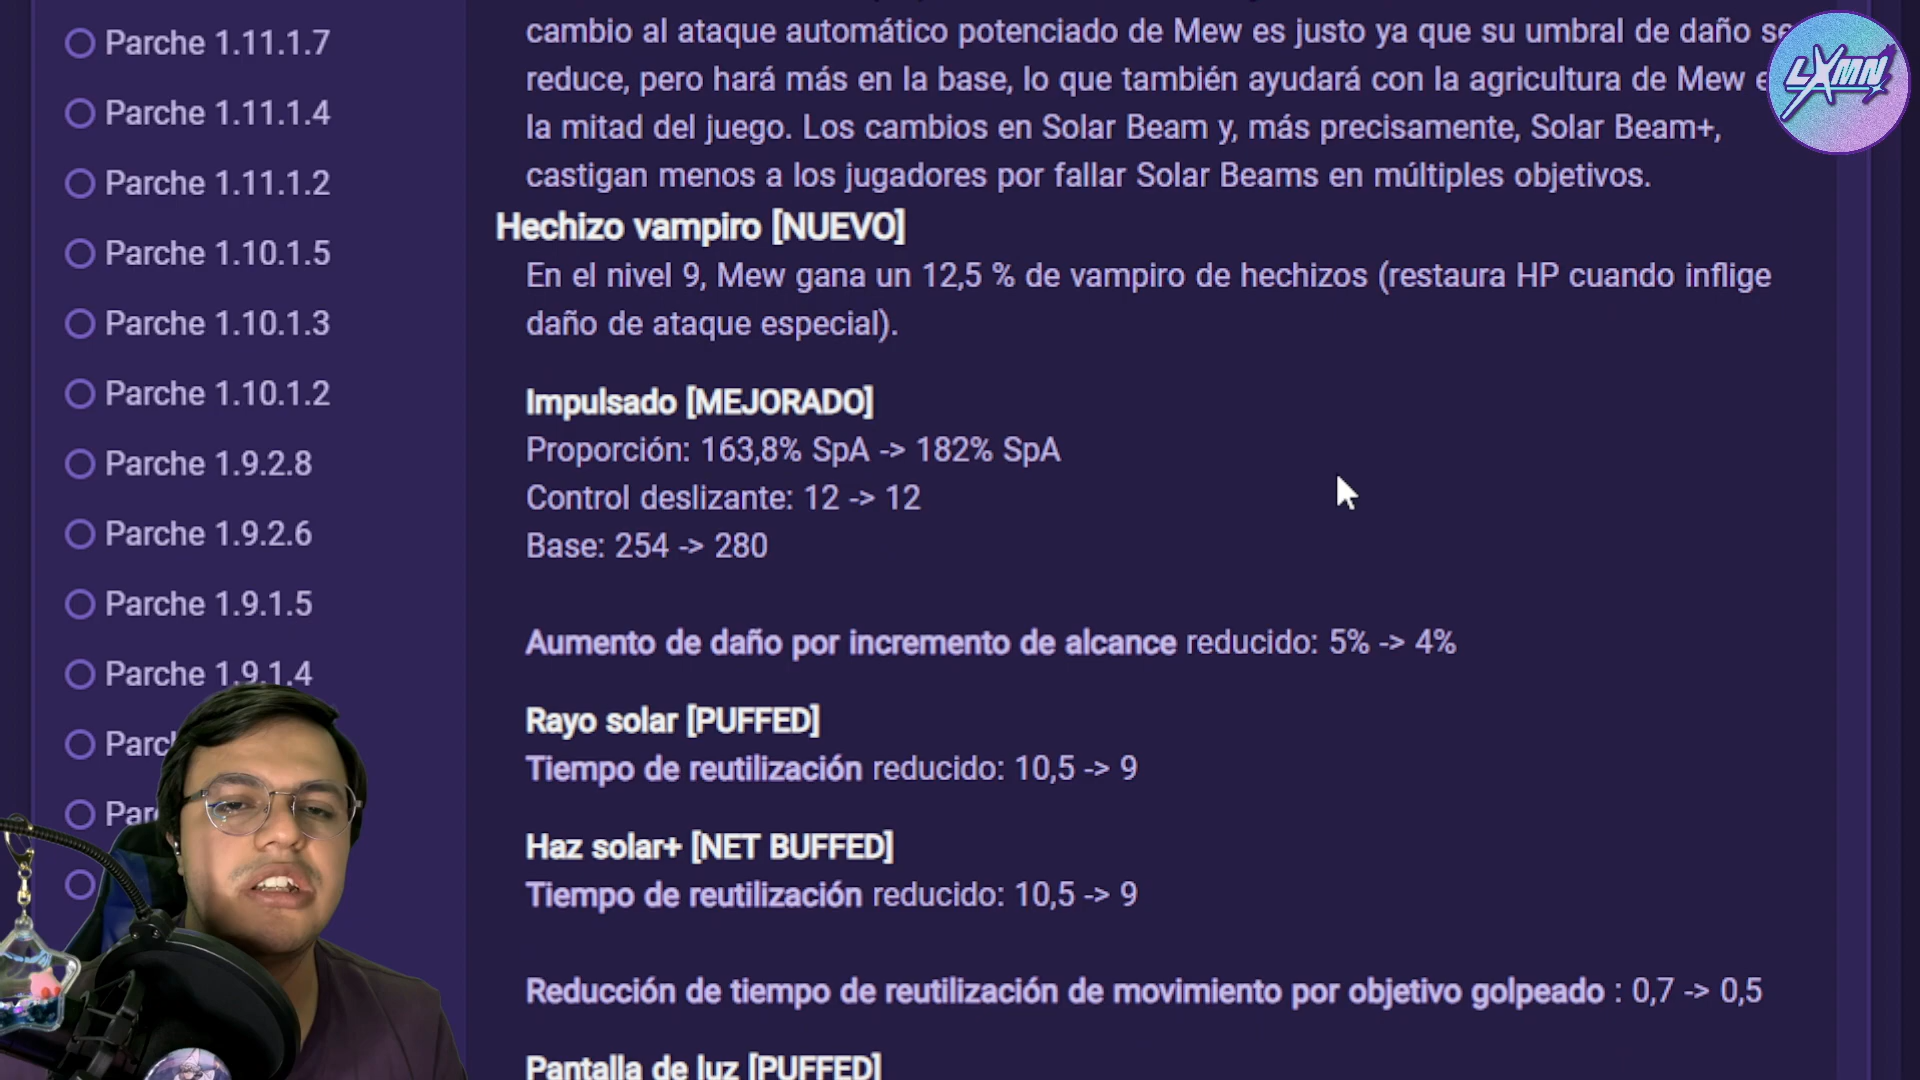 Parche 1.11.1.7
Parche 1.11.1.4
Parche 1.11.1.2
Parche 1.10.1.5
Parche 1.10.1.3
Parche 1.10.1.2
Parche 1.9.2.8
Parche 1.9.2.6
Parche 1.9.1.5
Parche 1.9.1.4
cambio al ataque automático potenciado de Mew es justo ya que su umbral de daño se
reduce, pero hará más en la base, lo que también ayudará con la agricultura de Mew
la mitad del juego. Los cambios en Solar Beam y, más precisamente, Solar Beam+,
castigan menos a los jugadores por fallar Solar Beams en múltiples objetivos.
Hechizo vampiro [NUEVO]
En el nivel 9, Mew gana un 12,5 % de vampiro de hechizos (restaura HP cuando inflige
daño de ataque especial).
Impulsado [MEJORADO]
Proporción: 163,8% SpA -> 182% SpA
Control deslizante: 12 -> 12
Base: 254 -> 280
Aumento de daño por incremento de alcance reducido: 5% -> 4%
Rayo solar [PUFFED]
Tiempo de reutilización reducido: 10,5 -> 9
Haz solar+ [NET BUFFED]
Tiempo de reutilización reducido: 10,5 -> 9
Reducción de tiempo de reutilización de movimiento por objetivo golpeado : 0,7 -> 0,5
Pantalla de luz [PUFFED]
LXMN